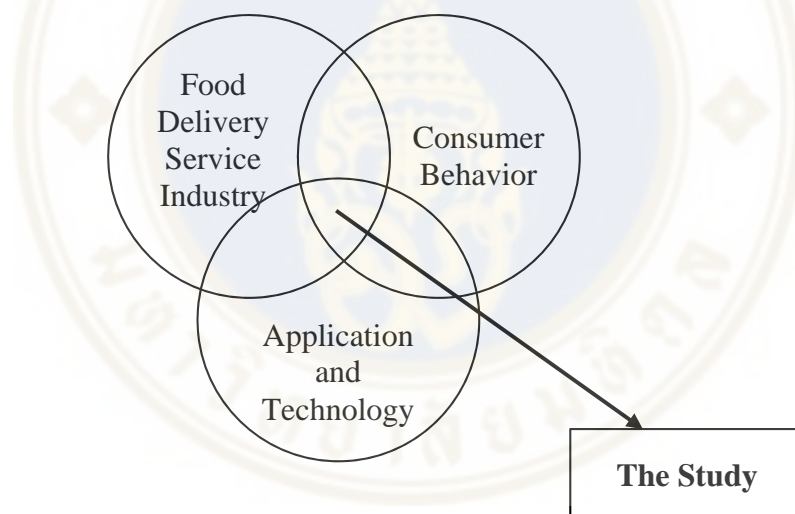 Food
Delivery
Service
Industry
Consumer
Behavior
Application
and
Technology
The Study